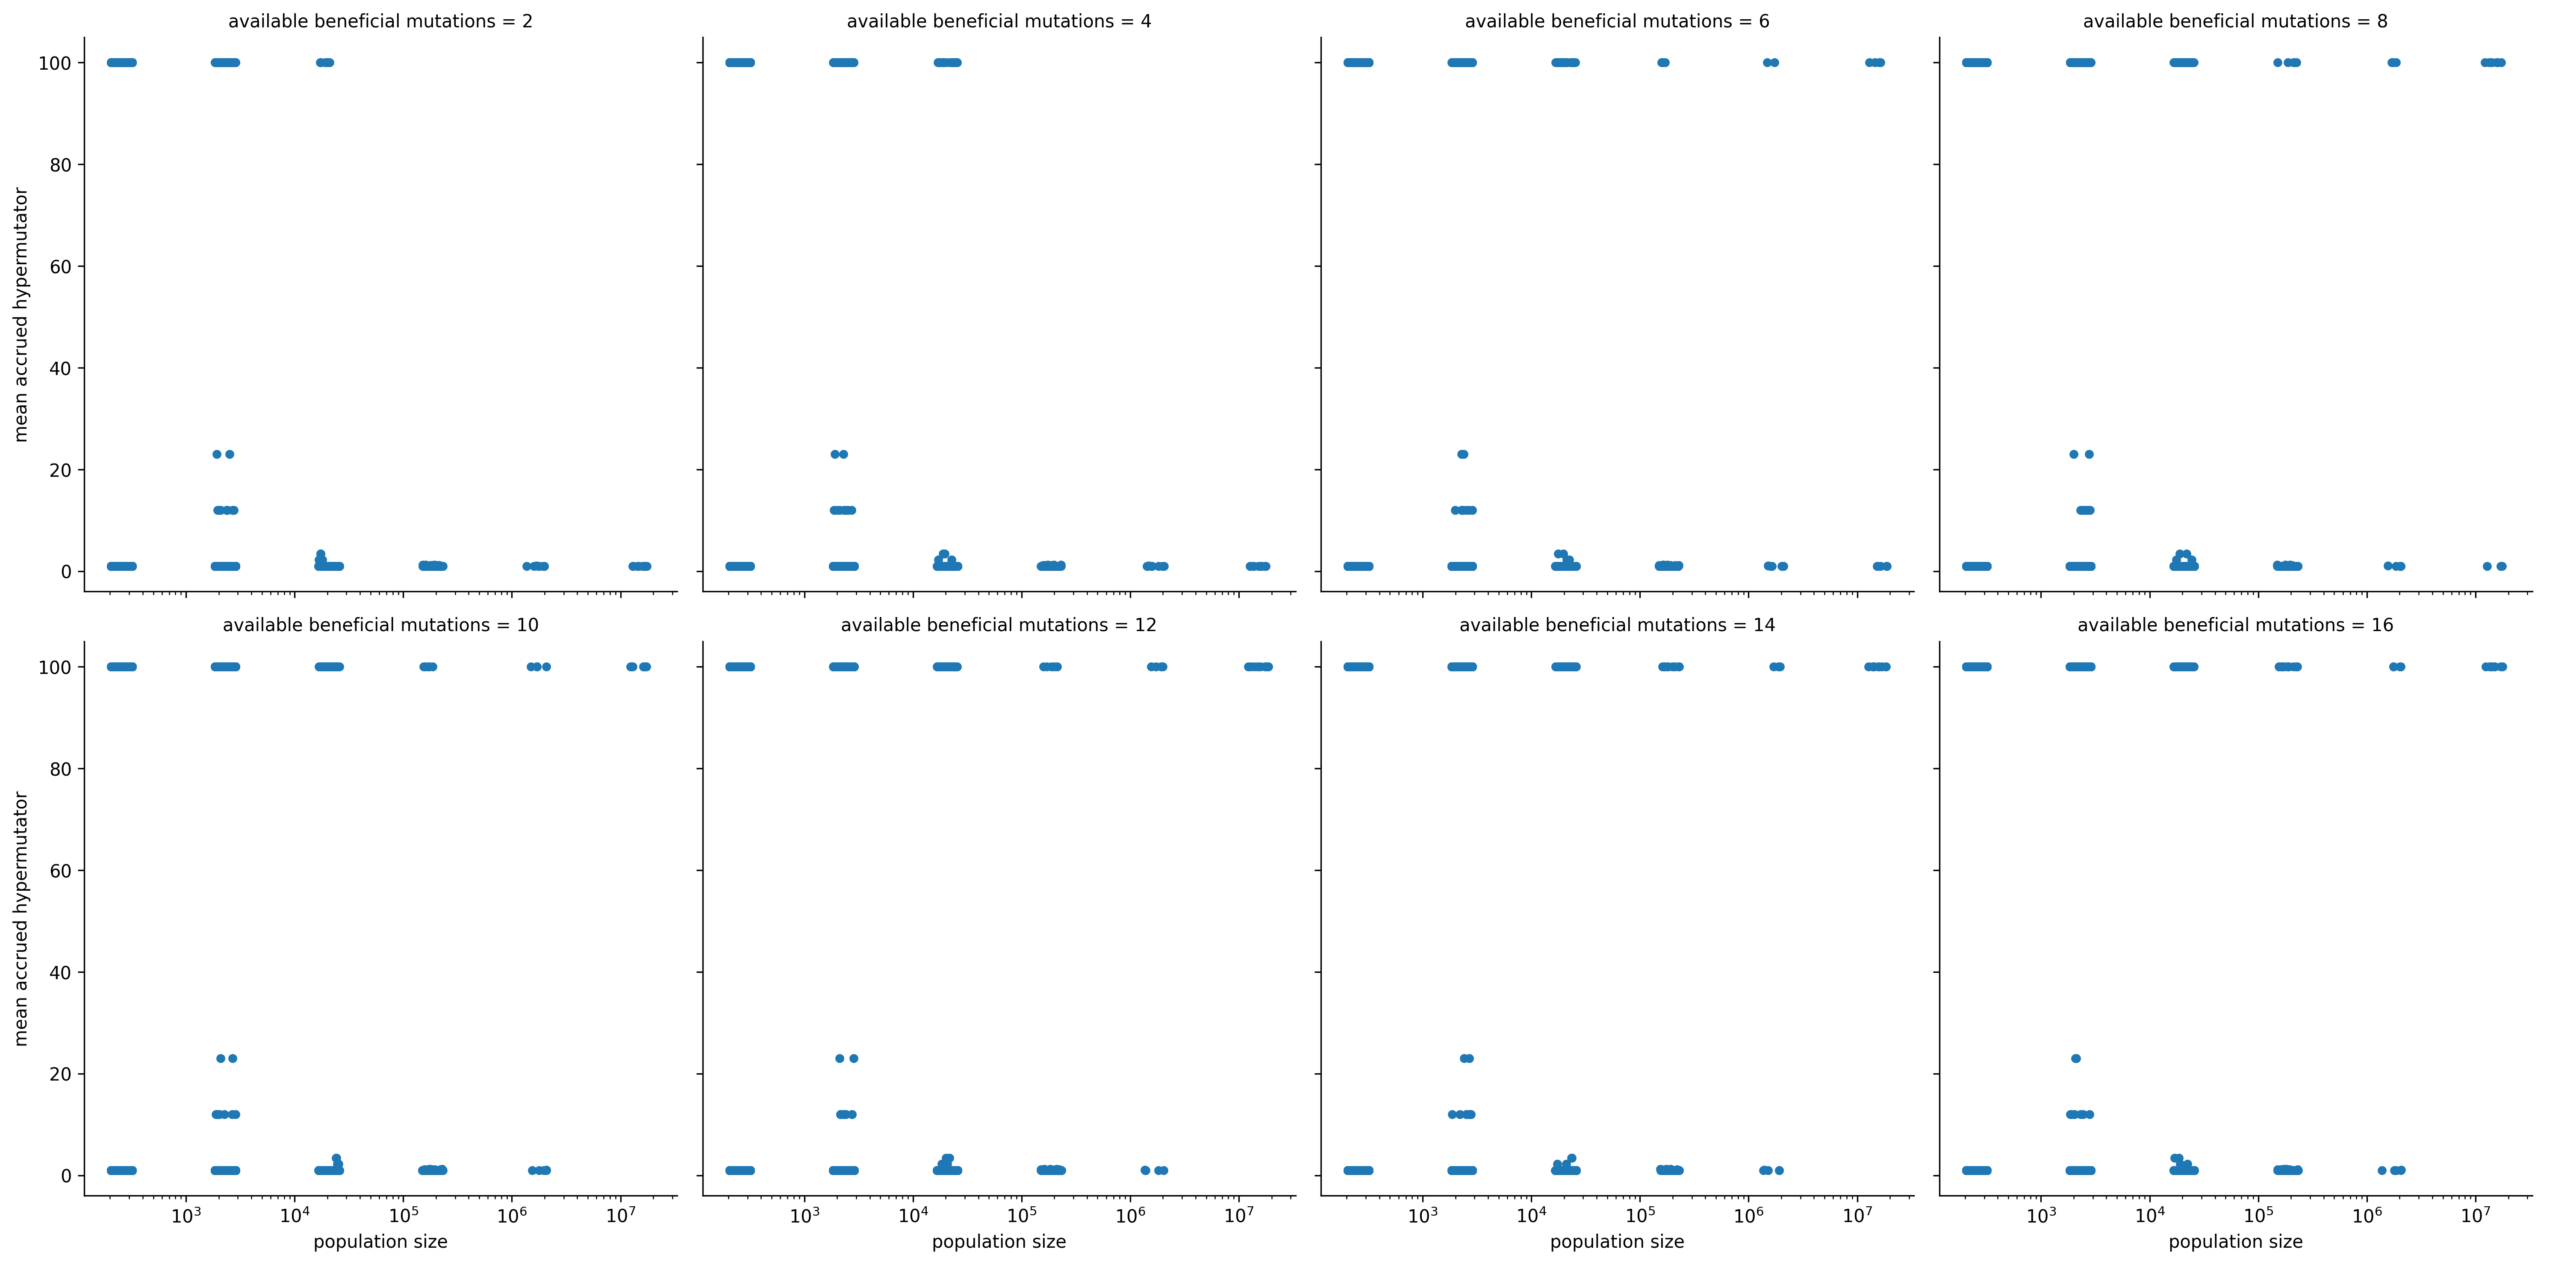 available beneficial mutations = 2
available beneficial mutations = 4
available beneficial mutations = 6
available beneficial mutations = 8
mean accrued hypermutator
100
80
60
40
20
0
available beneficial mutations = 10
available beneficial mutations = 12
available beneficial mutations = 14
available beneficial mutations = 16
mean accrued hypermutator
100
80
60
40
20
0
10³ 10⁴ 10⁵ 10⁶ 10⁷
10³ 10⁴ 10⁵ 10⁶ 10⁷
10³ 10⁴ 10⁵ 10⁶ 10⁷
10³ 10⁴ 10⁵ 10⁶ 10⁷
population size
population size
population size
population size